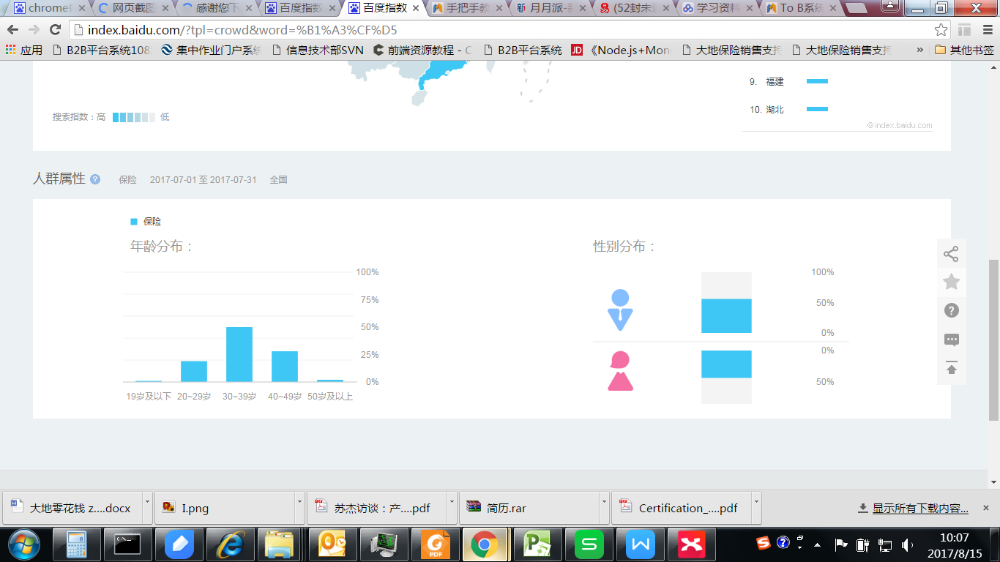 chrome 网页截图 感谢您下 百度指数 百度指数 手把手教 月月派- (52封未 学习资料 To B系统
index.baidu.com/?tpl=crowd&word=%B1%A3%CF%D5
应用 B2B平台系统108 集中作业门户系统 信息技术部SVN 前端资源教程 - C B2B平台系统 JD 《Node.js+Mon 大地保险销售支持 大地保险销售支持 » 其他书签
9. 福建
10. 湖北
搜索指数：高 低
©index.baidu.com
人群属性 ? 保险 2017-07-01 至 2017-07-31 全国
保险
年龄分布： 性别分布：
100%
75%
50%
25%
0%
19岁及以下 20~29岁 30~39岁 40~49岁 50岁及以上
100%
50%
0%
0%
50%
大地零花钱 z....docx I.png 苏杰访谈：产....pdf 简历.rar Certification_....pdf 显示所有下载内容...
10:07
2017/8/15